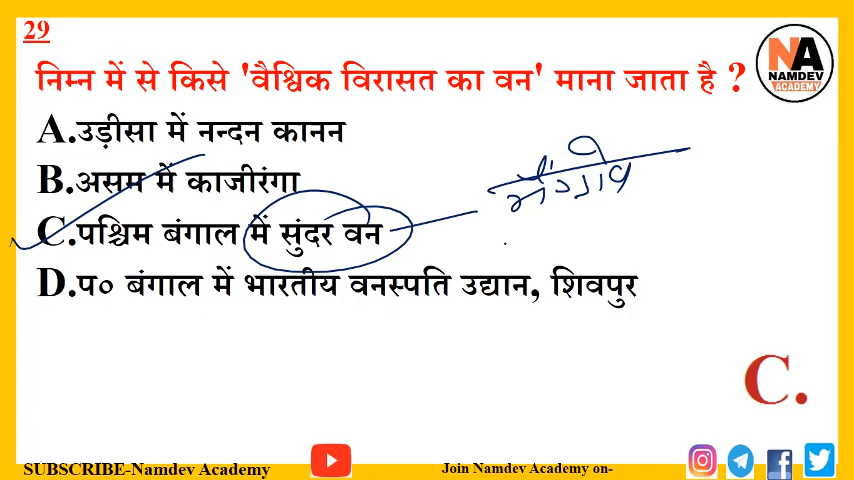 29
निम्न में से किसे 'वैश्विक विरासत का वन' माना जाता है ?
NA
NAMDEV
ACADEMY
A.उड़ीसा में नन्दन कानन
B.असम में काजीरंगा
C.पश्चिम बंगाल में सुंदर वन
मैंग्रोव
D.प० बंगाल में भारतीय वनस्पति उद्यान, शिवपुर
C.
SUBSCRIBE-Namdev Academy
Join Namdev Academy on-